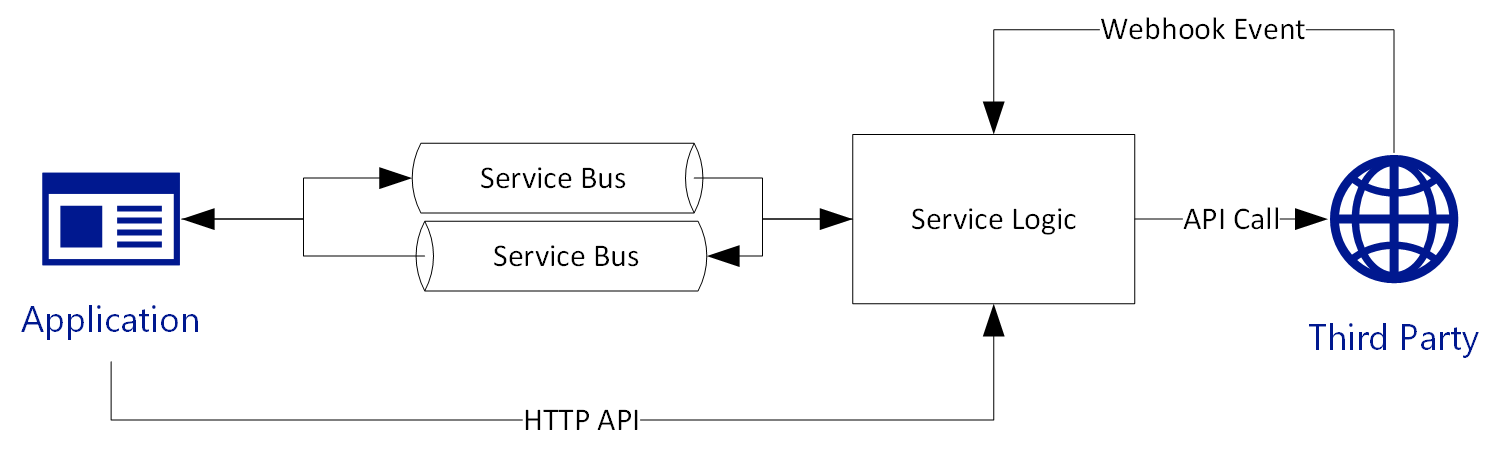 Webhook Event
Service Bus
Service Bus
Service Logic
API Call
Application
Third Party
HTTP API